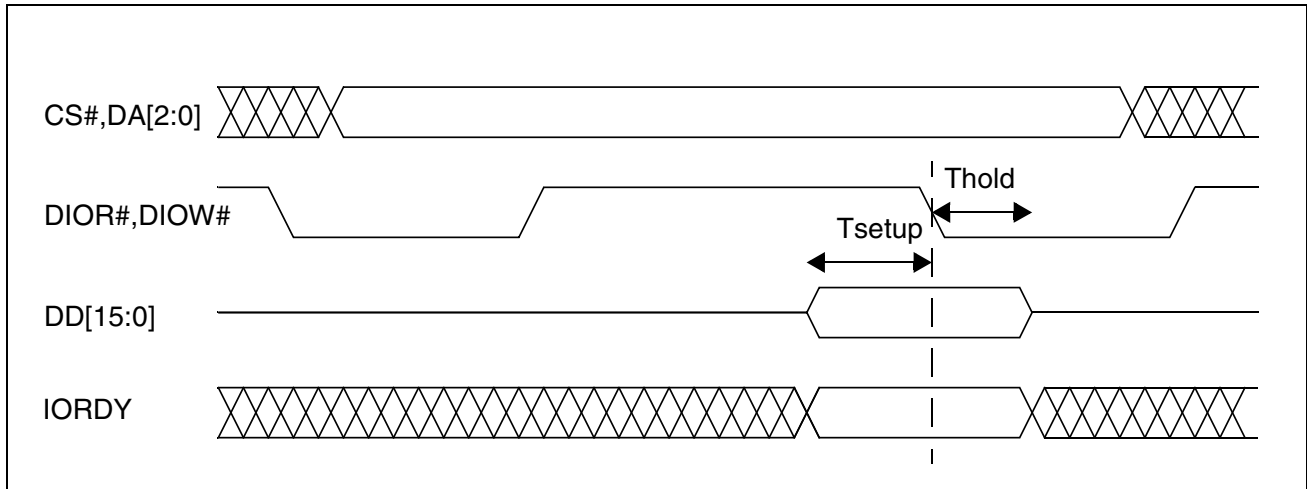 CS#,DA[2:0]
Thold
DIOR#,DIOW#
Tsetup
DD[15:0]
IORDY